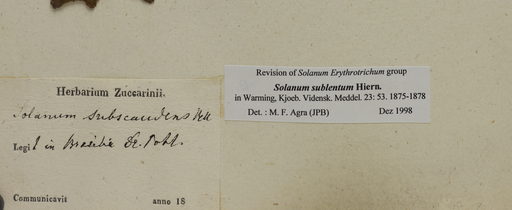 Herbarium Zuccarinii.
Solanum subscandens Vell
Legit in Brasilia Dr. Pohl.
Communicavit anno 18
Revision of Solanum Erythrotrichum group
Solanum sublentum Hiern.
in Warming, Kjoeb. Vidensk. Meddel. 23: 53. 1875-1878
Det. : M. F. Agra (JPB) Dez 1998